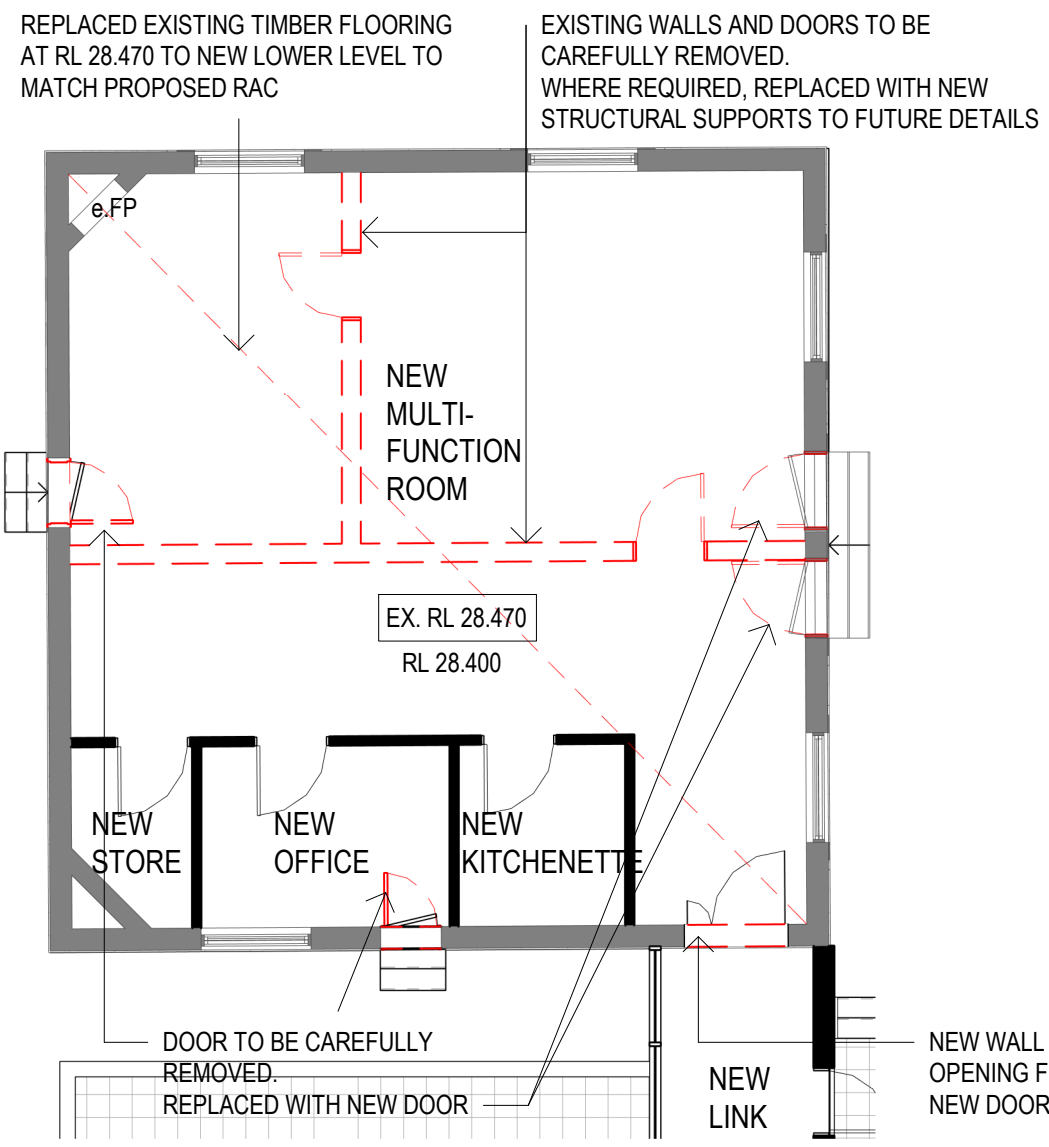 REPLACED EXISTING TIMBER FLOORING
AT RL 28.470 TO NEW LOWER LEVEL TO
MATCH PROPOSED RAC
EXISTING WALLS AND DOORS TO BE
CAREFULLY REMOVED.
WHERE REQUIRED, REPLACED WITH NEW
STRUCTURAL SUPPORTS TO FUTURE DETAILS
e.FP
NEW
MULTI-
FUNCTION
ROOM
EX. RL 28.470
RL 28.400
NEW
STORE
NEW
OFFICE
NEW
KITCHENETTE
DOOR TO BE CAREFULLY
REMOVED.
REPLACED WITH NEW DOOR
NEW
LINK
NEW WALL
OPENING F
NEW DOOR